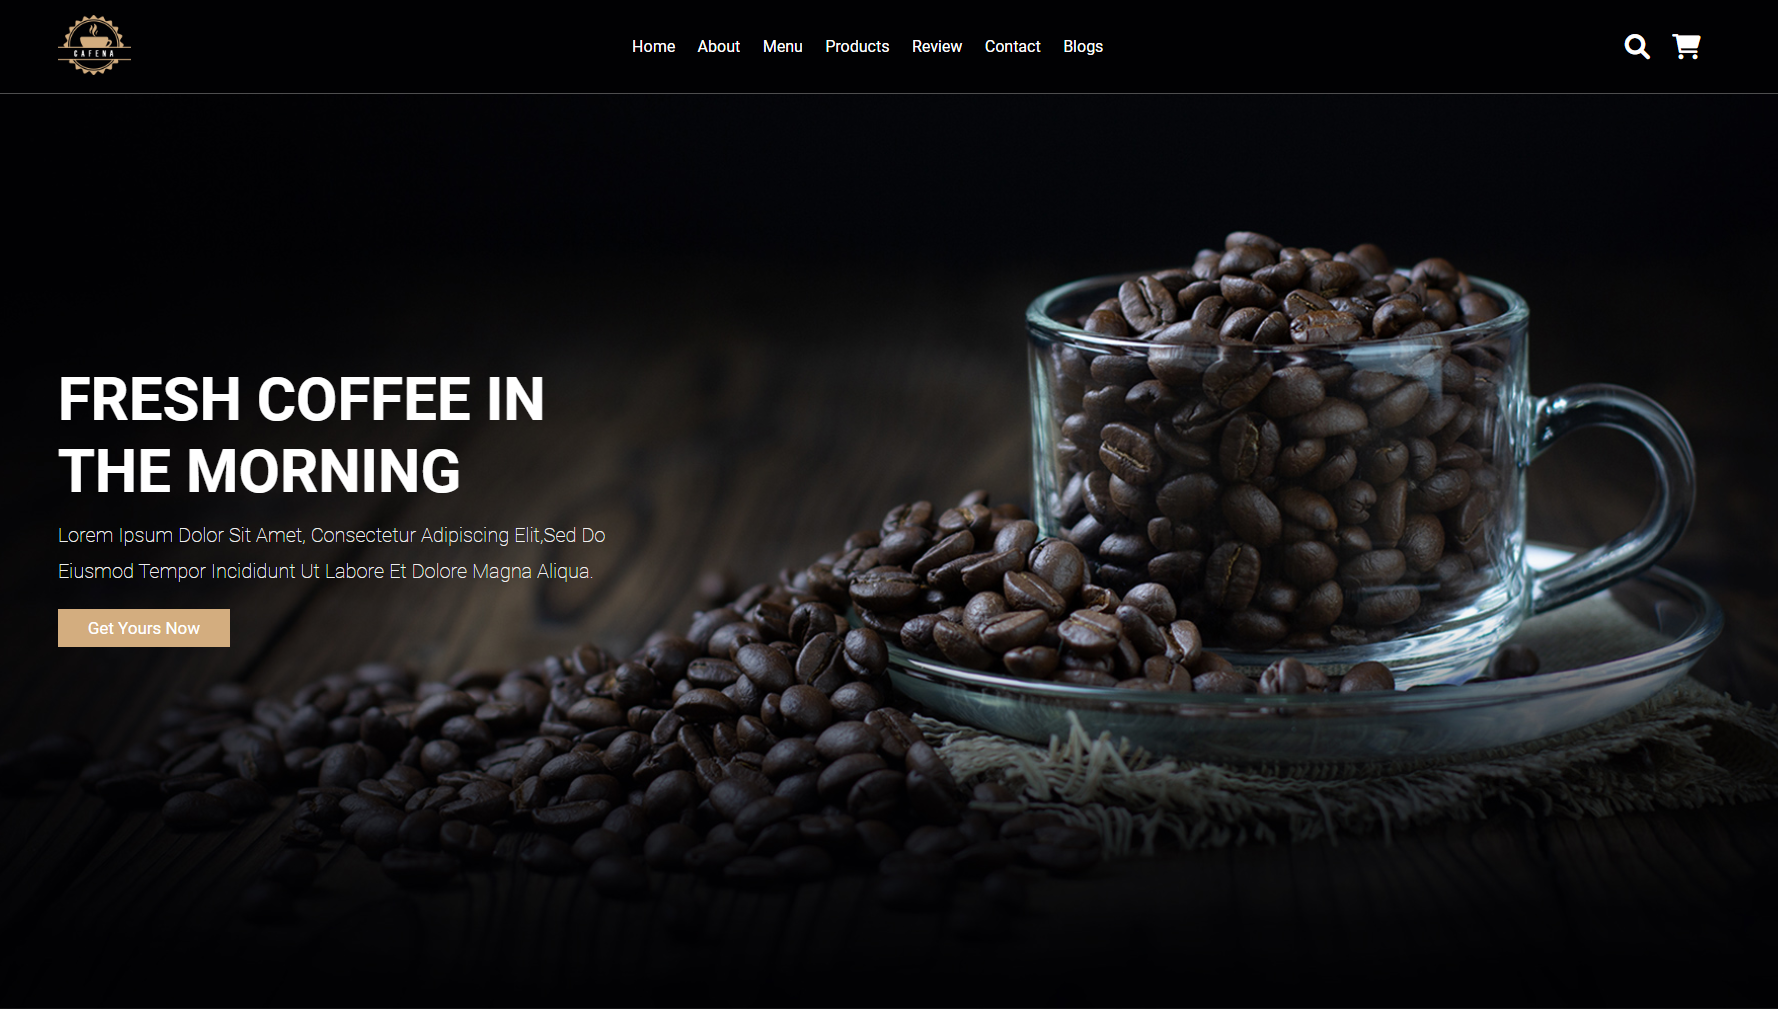 CAFENA
Home About Menu Products Review Contact Blogs
FRESH COFFEE IN
THE MORNING
Lorem Ipsum Dolor Sit Amet, Consectetur Adipiscing Elit,Sed Do
Eiusmod Tempor Incididunt Ut Labore Et Dolore Magna Aliqua.
Get Yours Now